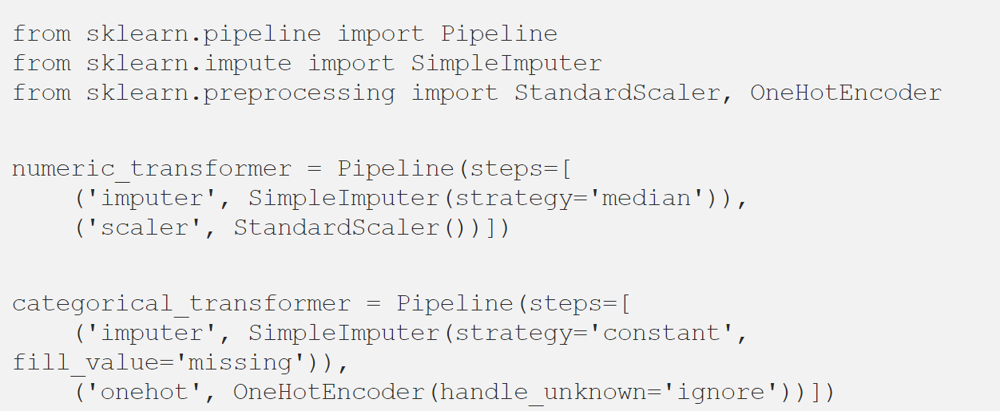 from sklearn.pipeline import Pipeline
from sklearn.impute import SimpleImputer
from sklearn.preprocessing import StandardScaler, OneHotEncoder
numeric_transformer = Pipeline(steps=[
    ('imputer', SimpleImputer(strategy='median')),
    ('scaler', StandardScaler())])
categorical_transformer = Pipeline(steps=[
    ('imputer', SimpleImputer(strategy='constant',
fill_value='missing')),
    ('onehot', OneHotEncoder(handle_unknown='ignore'))])